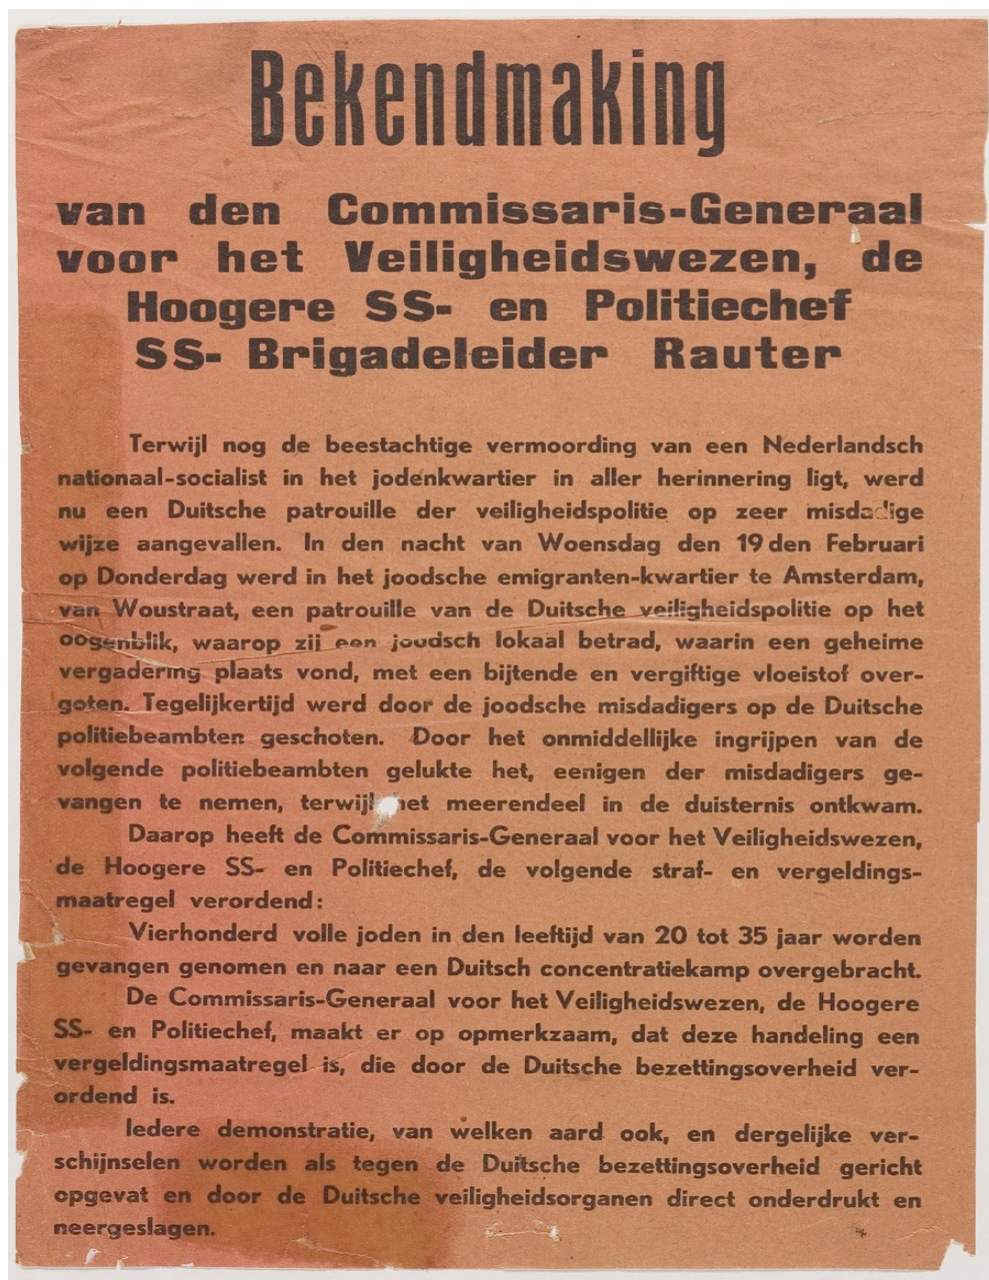 Bekendmaking
van den Commissaris-Generaal
voor het Veiligheidswezen, de
Hoogere SS- en Politiechef
SS- Brigadeleider Rauter
Terwijl nog de beestachtige vermoording van een Nederlandsch
nationaal-socialist in het jodenkwartier in aller herinnering ligt, werd
nu een Duitsche patrouille der veiligheidspolitie op zeer misdadige
wijze aangevallen. In den nacht van Woensdag den 19 den Februari
op Donderdag werd in het joodsche emigranten-kwartier te Amsterdam,
van Woustraat, een patrouille van de Duitsche veiligheidspolitie op het
oogenblik, waarop zij een joodsch lokaal betrad, waarin een geheime
vergadering plaats vond, met een bijtende en vergiftige vloeistof over-
goten. Tegelijkertijd werd door de joodsche misdadigers op de Duitsche
politiebeambten geschoten. Door het onmiddellijke ingrijpen van de
volgende politiebeambten gelukte het, eenigen der misdadigers ge-
vangen te nemen, terwijl het meerendeel in de duisternis ontkwam.
Daarop heeft de Commissaris-Generaal voor het Veiligheidswezen,
de Hoogere SS- en Politiechef, de volgende straf- en vergeldings-
maatregel verordend:
Vierhonderd volle joden in den leeftijd van 20 tot 35 jaar worden
gevangen genomen en naar een Duitsch concentratiekamp overgebracht.
De Commissaris-Generaal voor het Veiligheidswezen, de Hoogere
SS- en Politiechef, maakt er op opmerkzaam, dat deze handeling een
vergeldingsmaatregel is, die door de Duitsche bezettingsoverheid ver-
ordend is.
Iedere demonstratie, van welken aard ook, en dergelijke ver-
schijnselen worden als tegen de Duitsche bezettingsoverheid gericht
opgevat en door de Duitsche veiligheidsorganen direct onderdrukt en
neergeslagen.